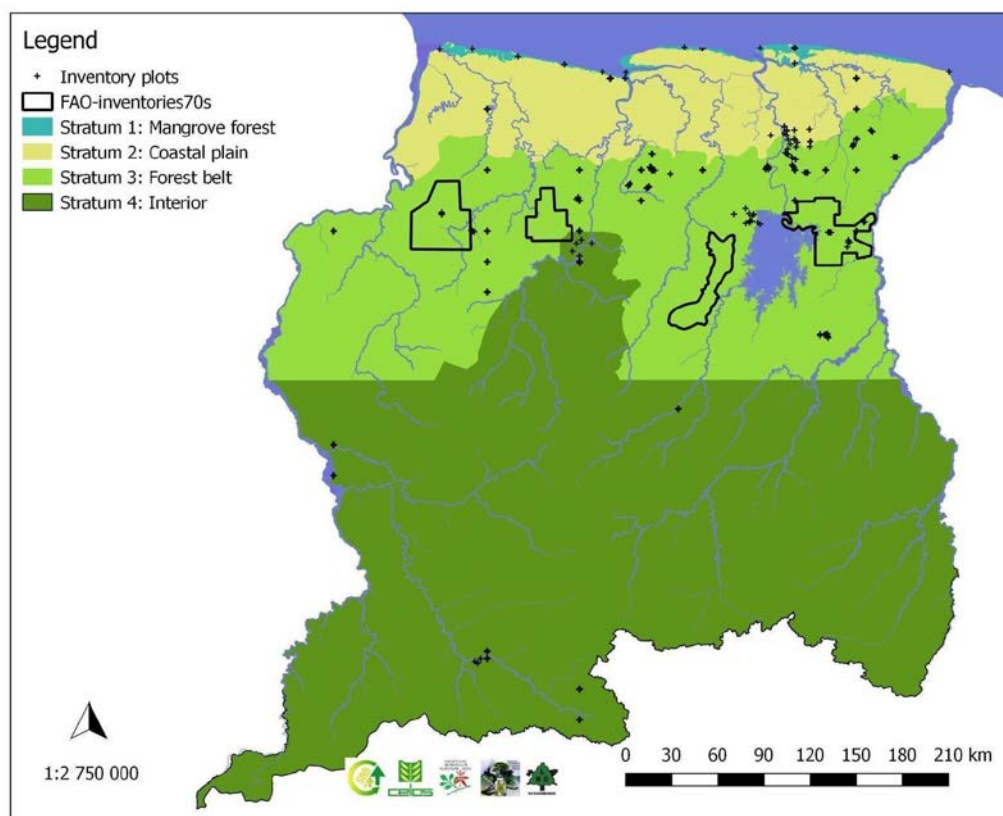 Legend
Inventory plots
FAO-inventories70s
Stratum 1: Mangrove forest
Stratum 2: Coastal plain
Stratum 3: Forest belt
Stratum 4: Interior
1:2 750 000
celos
0 30 60 90 120 150 180 210 km